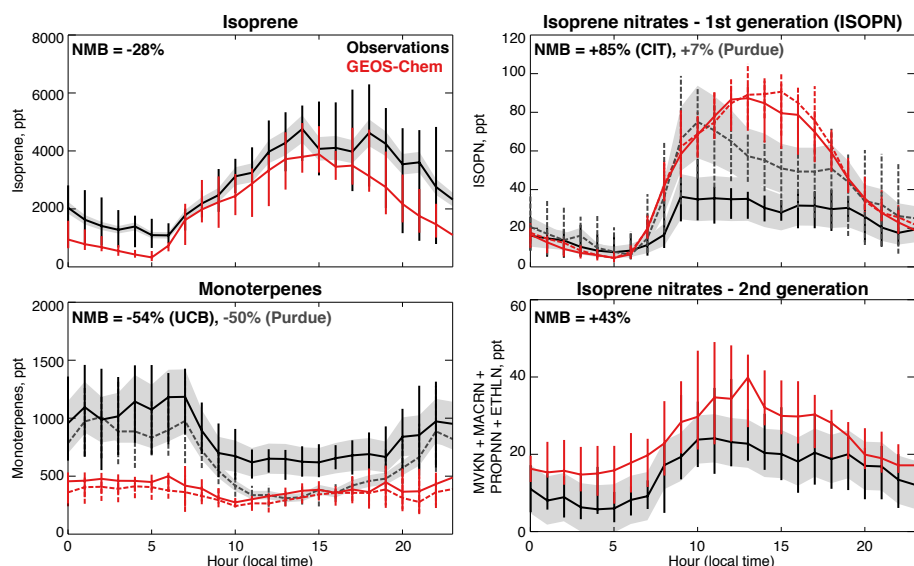 Isoprene
8000
6000
4000
2000
0
Isoprene, ppt
NMB = -28%
Observations
GEOS-Chem
Isoprene nitrates - 1st generation (ISOPN)
120
100
80
60
40
20
0
ISOPN, ppt
NMB = +85% (CIT), +7% (Purdue)
Monoterpenes
2000
1500
1000
500
0
Monoterpenes, ppt
NMB = -54% (UCB), -50% (Purdue)
0 5 10 15 20
Hour (local time)
Isoprene nitrates - 2nd generation
60
40
20
0
MVKN + MACRN +
PROPNN + ETHLN, ppt
NMB = +43%
0 5 10 15 20
Hour (local time)